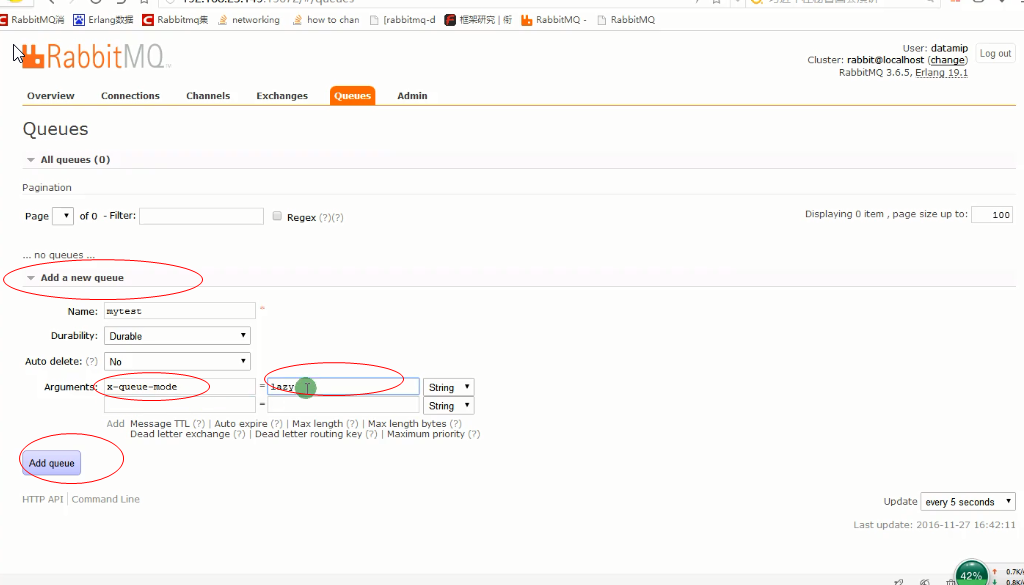 RabbitMQ消
Erlang数据
Rabbitmq集
networking
how to chan
[rabbitmq-d
框架研究 | 衔
RabbitMQ -
RabbitMQ
RabbitMQ
User: datamip
Cluster: rabbit@localhost (change)
RabbitMQ 3.6.5, Erlang 19.1
Log out
Overview Connections Channels Exchanges Queues Admin
Queues
All queues (0)
Pagination
Page of 0 - Filter: Regex (?)(?)
Displaying 0 item , page size up to: 100
... no queues ...
Add a new queue
Name: mytest *
Durability: Durable
Auto delete: (?) No
Arguments: x-queue-mode = lazy String
= String
Add Message TTL (?) | Auto expire (?) | Max length (?) | Max length bytes (?)
Dead letter exchange (?) | Dead letter routing key (?) | Maximum priority (?)
Add queue
HTTP API | Command Line
Update every 5 seconds
Last update: 2016-11-27 16:42:11
42%
0.7K/
0.8K/